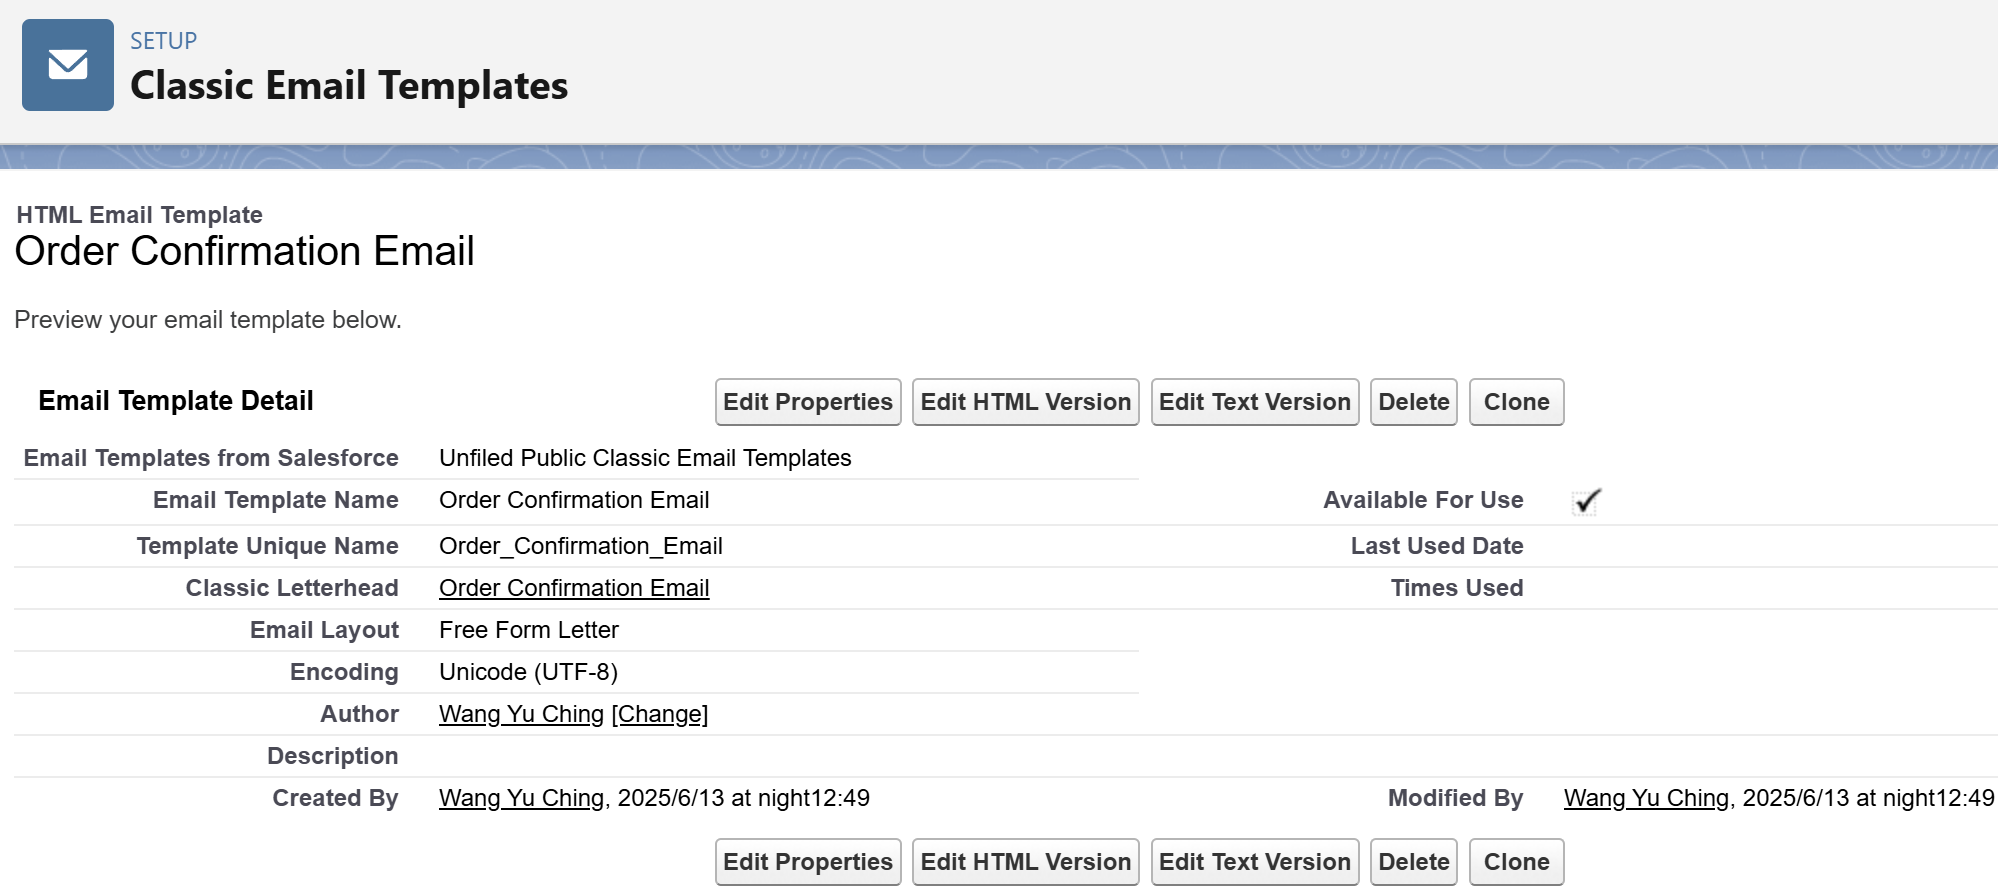 SETUP
Classic Email Templates
HTML Email Template
Order Confirmation Email
Preview your email template below.
Email Template Detail
Edit Properties Edit HTML Version Edit Text Version Delete Clone
Email Templates from Salesforce Unfiled Public Classic Email Templates
Email Template Name Order Confirmation Email Available For Use
Template Unique Name Order_Confirmation_Email Last Used Date
Classic Letterhead Order Confirmation Email Times Used
Email Layout Free Form Letter
Encoding Unicode (UTF-8)
Author Wang Yu Ching [Change]
Description
Created By Wang Yu Ching, 2025/6/13 at night12:49 Modified By Wang Yu Ching, 2025/6/13 at night12:49
Edit Properties Edit HTML Version Edit Text Version Delete Clone